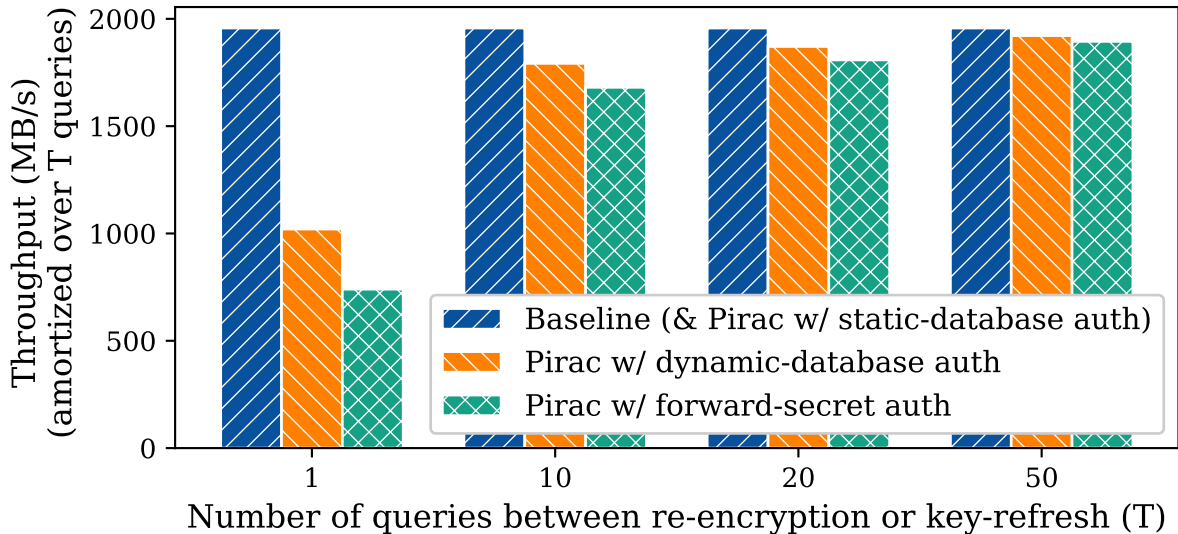 Throughput (MB/s)
(amortized over T queries)
2000
1500
1000
500
0
Baseline (& Pirac w/ static-database auth)
Pirac w/ dynamic-database auth
Pirac w/ forward-secret auth
1
10
20
50
Number of queries between re-encryption or key-refresh (T)